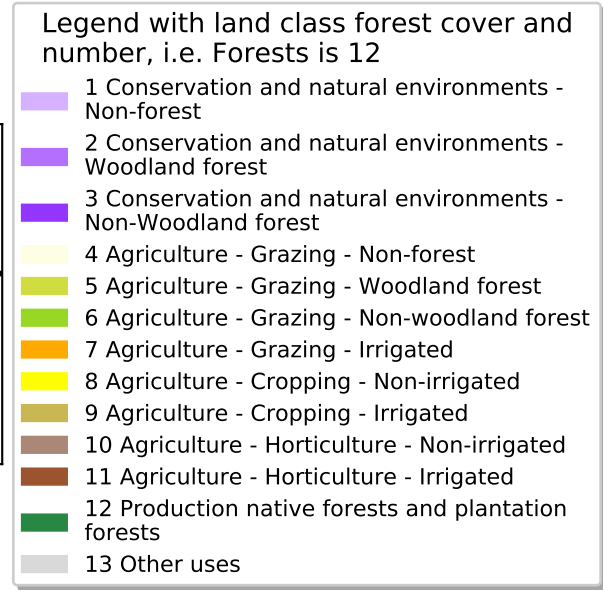 Legend with land class forest cover and
number, i.e. Forests is 12
1 Conservation and natural environments -
Non-forest
2 Conservation and natural environments -
Woodland forest
3 Conservation and natural environments -
Non-Woodland forest
4 Agriculture - Grazing - Non-forest
5 Agriculture - Grazing - Woodland forest
6 Agriculture - Grazing - Non-woodland forest
7 Agriculture - Grazing - Irrigated
8 Agriculture - Cropping - Non-irrigated
9 Agriculture - Cropping - Irrigated
10 Agriculture - Horticulture - Non-irrigated
11 Agriculture - Horticulture - Irrigated
12 Production native forests and plantation
forests
13 Other uses